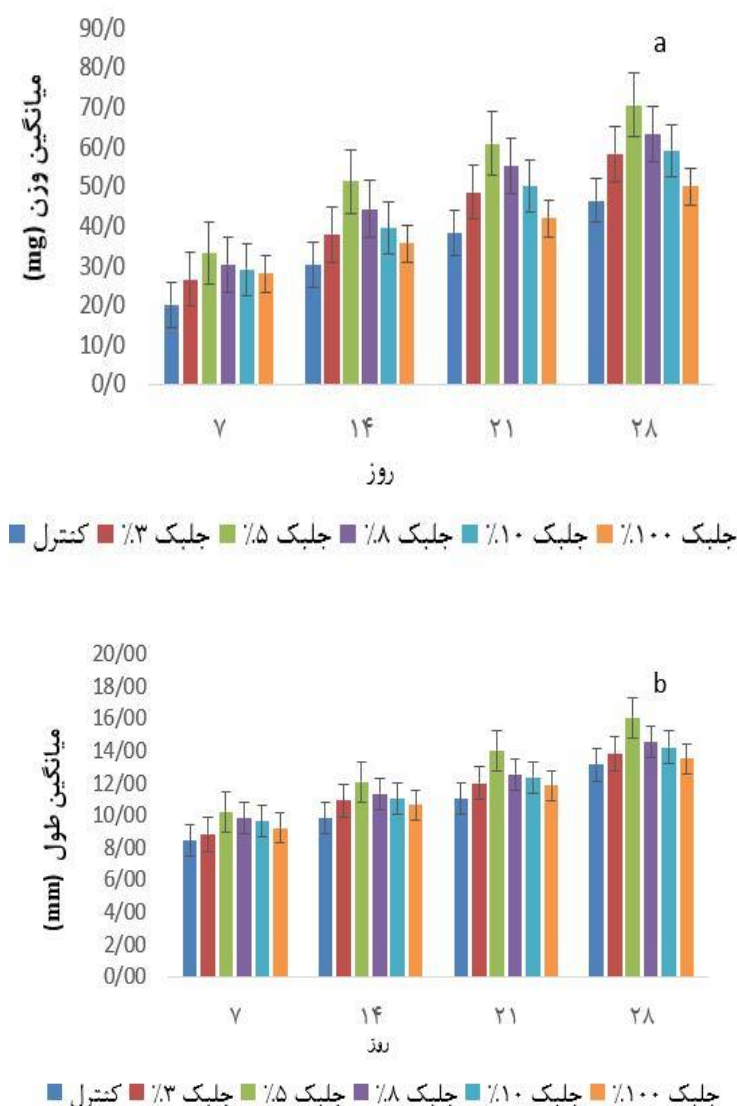 a
میانگین وزن (mg)
90/0
80/0
70/0
60/0
50/0
40/0
30/0
20/0
10/0
0/0
۷ ۱۴ ۲۱ ۲۸
روز
کنترل جلبک ۳٪ جلبک ۵٪ جلبک ۸٪ جلبک ۱۰٪ جلبک ۱۰۰٪
b
میانگین طول (mm)
20/00
18/00
16/00
14/00
12/00
10/00
8/00
6/00
4/00
2/00
0/00
۷ ۱۴ ۲۱ ۲۸
روز
کنترل جلبک ۳٪ جلبک ۵٪ جلبک ۸٪ جلبک ۱۰٪ جلبک ۱۰۰٪